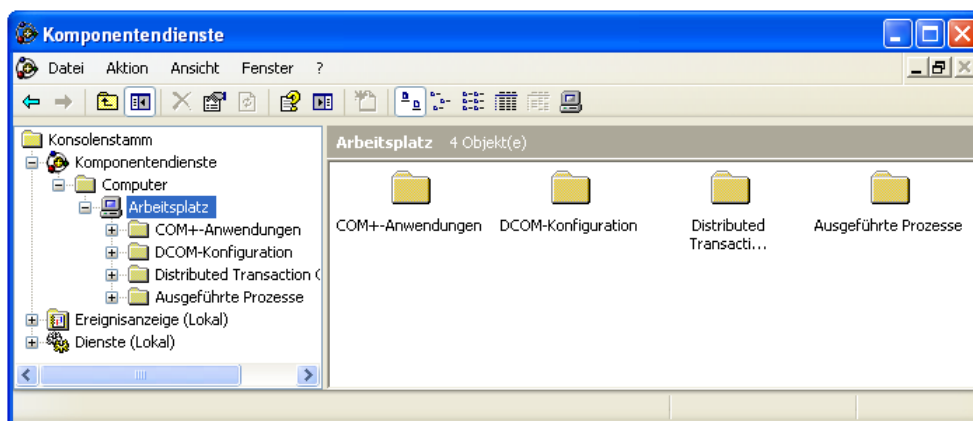 Komponentendienste
Datei Aktion Ansicht Fenster ?
Konsolenstamm
Komponentendienste
Computer
Arbeitsplatz
COM+-Anwendungen
DCOM-Konfiguration
Distributed Transaction
Ausgeführte Prozesse
Ereignisanzeige (Lokal)
Dienste (Lokal)
Arbeitsplatz 4 Objekt(e)
COM+-Anwendungen DCOM-Konfiguration Distributed Transacti... Ausgeführte Prozesse